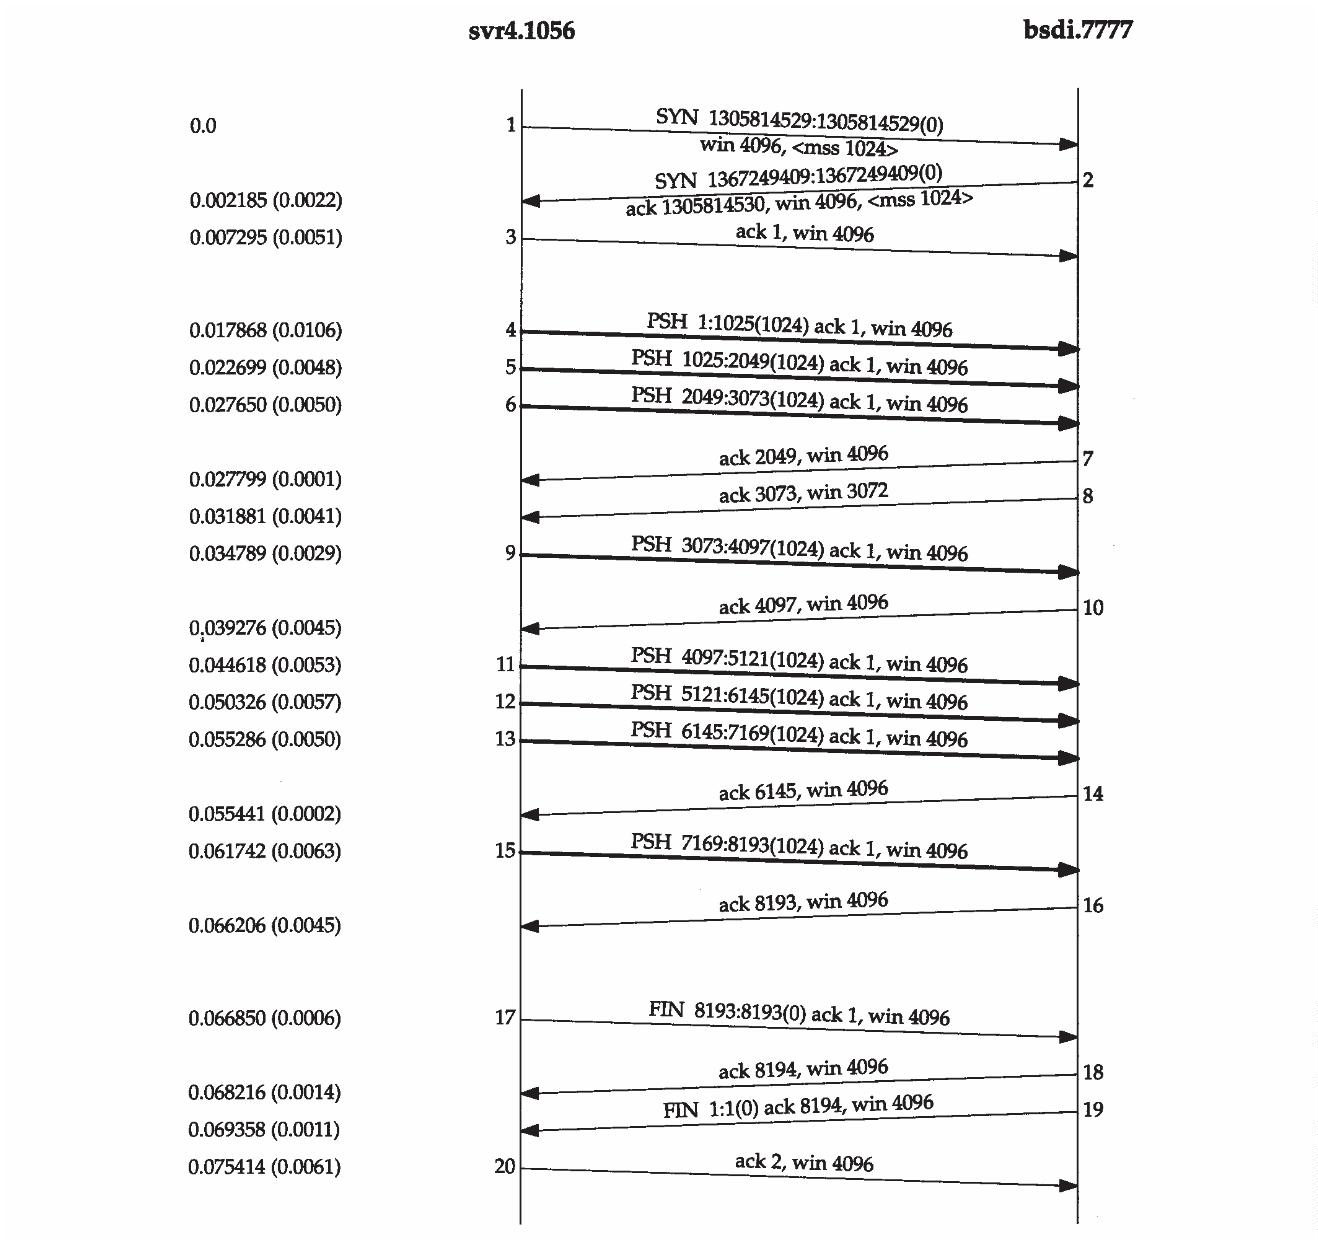 svr4.1056 bsdi.7777
0.0 1 SYN 1305814529:1305814529(0)
win 4096, <mss 1024>
SYN 1367249409:1367249409(0) 2
0.002185 (0.0022) ack 1305814530, win 4096, <mss 1024>
0.007295 (0.0051) 3 ack 1, win 4096
0.017868 (0.0106) 4 PSH 1:1025(1024) ack 1, win 4096
0.022699 (0.0048) 5 PSH 1025:2049(1024) ack 1, win 4096
0.027650 (0.0050) 6 PSH 2049:3073(1024) ack 1, win 4096
ack 2049, win 4096 7
0.027799 (0.0001)
ack 3073, win 3072 8
0.031881 (0.0041)
0.034789 (0.0029) 9 PSH 3073:4097(1024) ack 1, win 4096
ack 4097, win 4096 10
0.039276 (0.0045)
0.044618 (0.0053) 11 PSH 4097:5121(1024) ack 1, win 4096
0.050326 (0.0057) 12 PSH 5121:6145(1024) ack 1, win 4096
0.055286 (0.0050) 13 PSH 6145:7169(1024) ack 1, win 4096
ack 6145, win 4096 14
0.055441 (0.0002)
0.061742 (0.0063) 15 PSH 7169:8193(1024) ack 1, win 4096
ack 8193, win 4096 16
0.066206 (0.0045)
0.066850 (0.0006) 17 FIN 8193:8193(0) ack 1, win 4096
ack 8194, win 4096 18
0.068216 (0.0014)
FIN 1:1(0) ack 8194, win 4096 19
0.069358 (0.0011)
0.075414 (0.0061) 20 ack 2, win 4096